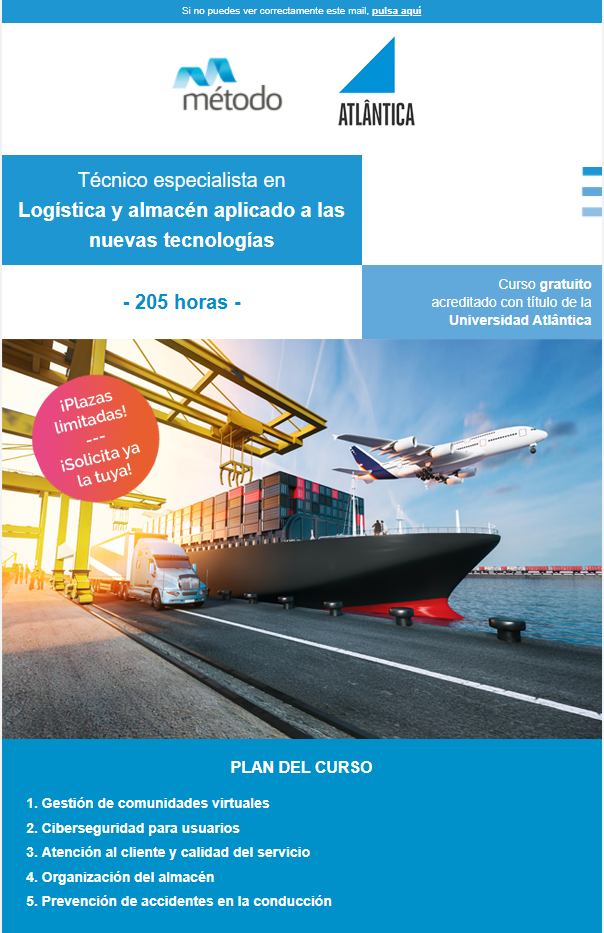 Si no puedes ver correctamente este mail, pulsa aquí
método
ATLÂNTICA
Técnico especialista en
Logística y almacén aplicado a las
nuevas tecnologías
- 205 horas -
Curso gratuito
acreditado con título de la
Universidad Atlântica
¡Plazas
limitadas!
---
¡Solicita ya
la tuya!
PLAN DEL CURSO
1. Gestión de comunidades virtuales
2. Ciberseguridad para usuarios
3. Atención al cliente y calidad del servicio
4. Organización del almacén
5. Prevención de accidentes en la conducción